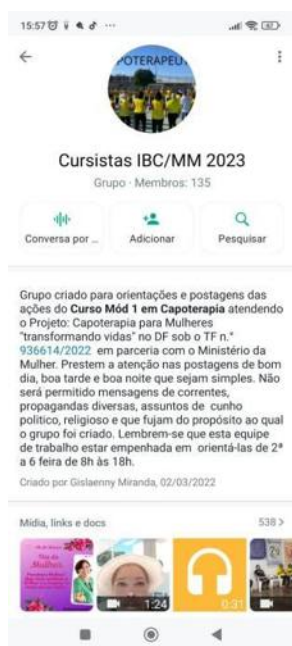 15:57
POTERAPEU
Cursistas IBC/MM 2023
Grupo · Membros: 135
Conversa por ...
Adicionar
Pesquisar
Grupo criado para orientações e postagens das
ações do Curso Mód 1 em Capoterapia atendendo
o Projeto: Capoterapia para Mulheres
"transformando vidas" no DF sob o TF n.°
936614/2022 em parceria com o Ministério da
Mulher. Prestem a atenção nas postagens de bom
dia, boa tarde e boa noite que sejam simples. Não
será permitido mensagens de correntes,
propagandas diversas, assuntos de cunho
politico, religioso e que fujam do propósito ao qual
o grupo foi criado. Lembrem-se que esta equipe
de trabalho estar empenhada em orientá-las de 2ª
a 6 feira de 8h às 18h.
Criado por Gislaenny Miranda, 02/03/2022
Mídia, links e docs
538 >
Dia da
Mulher
1:24
0:31